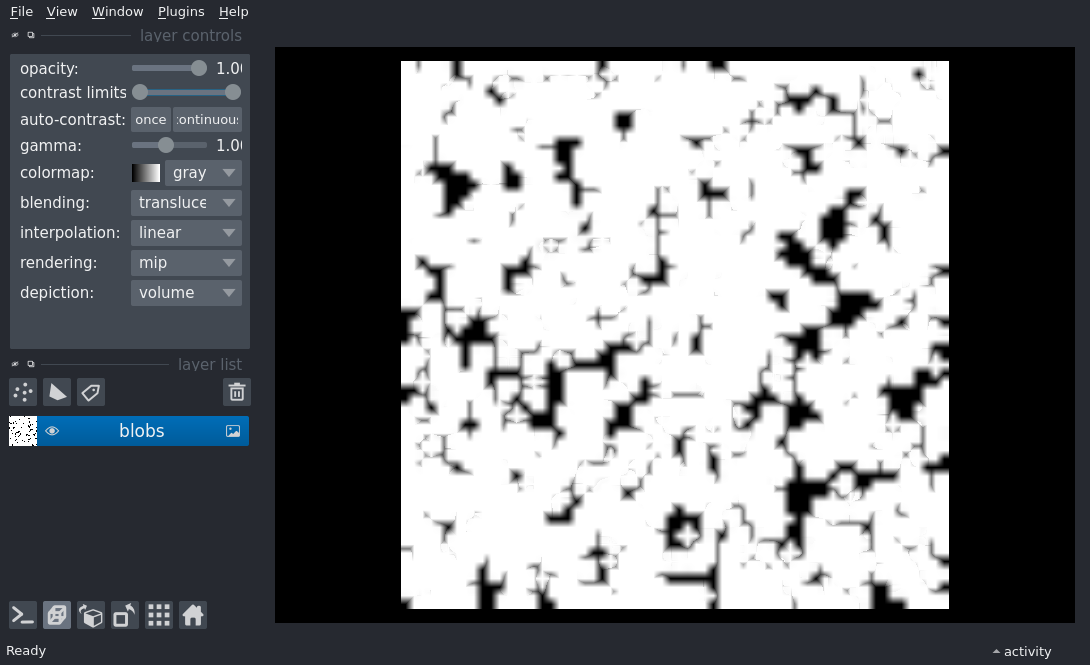 File View Window Plugins Help
layer controls
opacity: 1.0
contrast limits
auto-contrast: once ontinuous
gamma: 1.0
colormap: gray
blending: transluce
interpolation: linear
rendering: mip
depiction: volume
layer list
blobs
Ready
activity